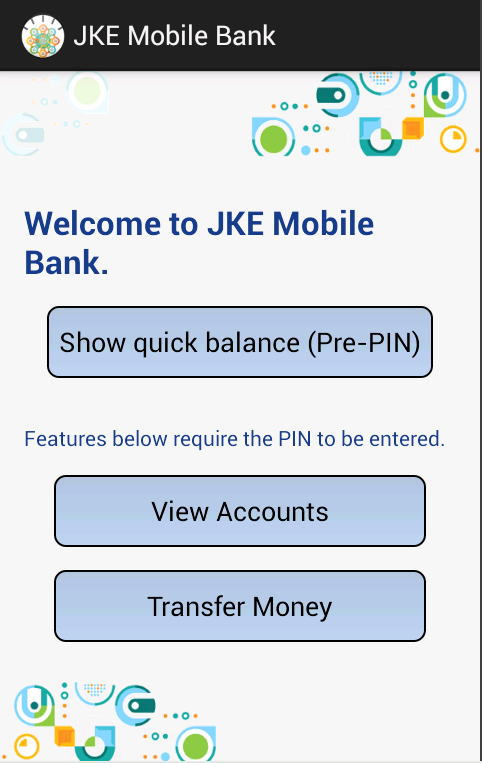 JKE Mobile Bank
Welcome to JKE Mobile
Bank.
Show quick balance (Pre-PIN)
Features below require the PIN to be entered.
View Accounts
Transfer Money